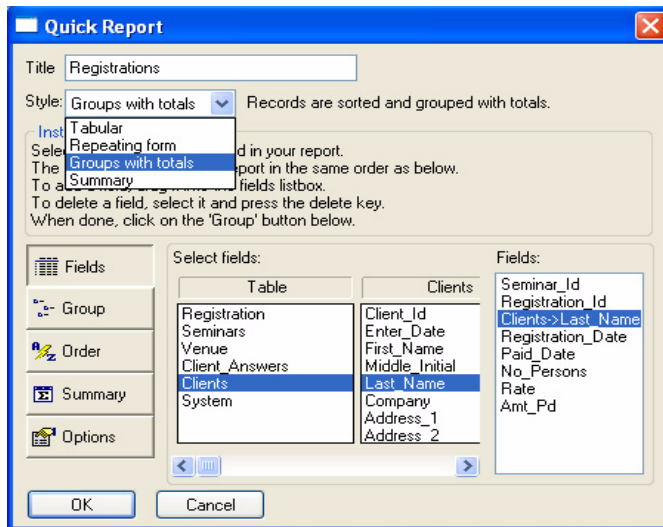 Quick Report
Title Registrations
Style: Groups with totals Records are sorted and grouped with totals.
Tabular
Repeating form
Groups with totals
Summary
Inst
Sele d in your report.
The port in the same order as below.
To a fields listbox.
To delete a field, select it and press the delete key.
When done, click on the 'Group' button below.
Fields
Group
Order
Summary
Options
Select fields:
Table
Registration
Seminars
Venue
Client_Answers
Clients
System
Clients
Client_Id
Enter_Date
First_Name
Middle_Initial
Last_Name
Company
Address_1
Address_2
Fields:
Seminar_Id
Registration_Id
Clients->Last_Name
Registration_Date
Paid_Date
No_Persons
Rate
Amt_Pd
OK Cancel